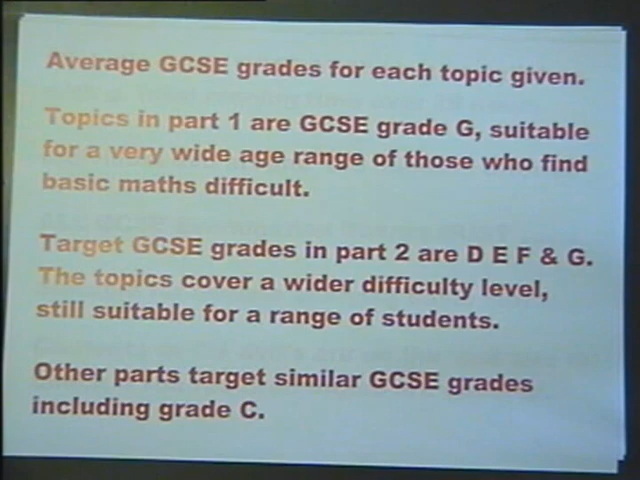 Average GCSE grades for each topic given.
Topics in part 1 are GCSE grade G, suitable
for a very wide age range of those who find
basic maths difficult.
Target GCSE grades in part 2 are D E F & G.
The topics cover a wider difficulty level,
still suitable for a range of students.
Other parts target similar GCSE grades
including grade C.